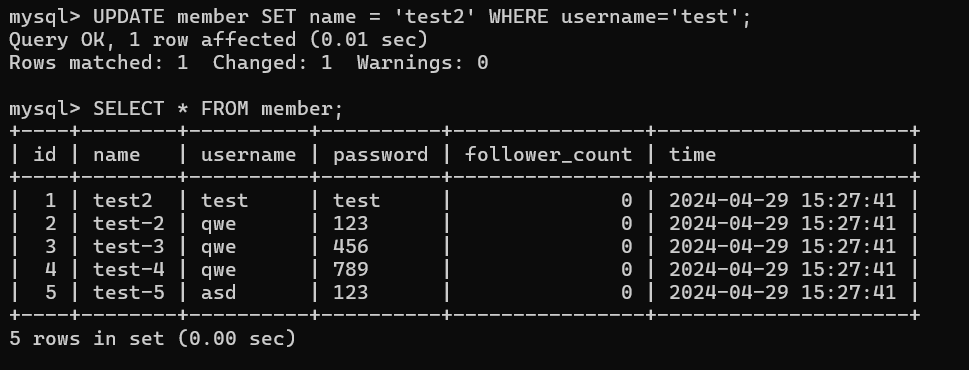 mysql> UPDATE member SET name = 'test2' WHERE username='test';
Query OK, 1 row affected (0.01 sec)
Rows matched: 1  Changed: 1  Warnings: 0

mysql> SELECT * FROM member;
+----+--------+----------+----------+----------------+---------------------+
| id | name   | username | password | follower_count | time                |
+----+--------+----------+----------+----------------+---------------------+
|  1 | test2  | test     | test     |              0 | 2024-04-29 15:27:41 |
|  2 | test-2 | qwe      | 123      |              0 | 2024-04-29 15:27:41 |
|  3 | test-3 | qwe      | 456      |              0 | 2024-04-29 15:27:41 |
|  4 | test-4 | qwe      | 789      |              0 | 2024-04-29 15:27:41 |
|  5 | test-5 | asd      | 123      |              0 | 2024-04-29 15:27:41 |
+----+--------+----------+----------+----------------+---------------------+
5 rows in set (0.00 sec)